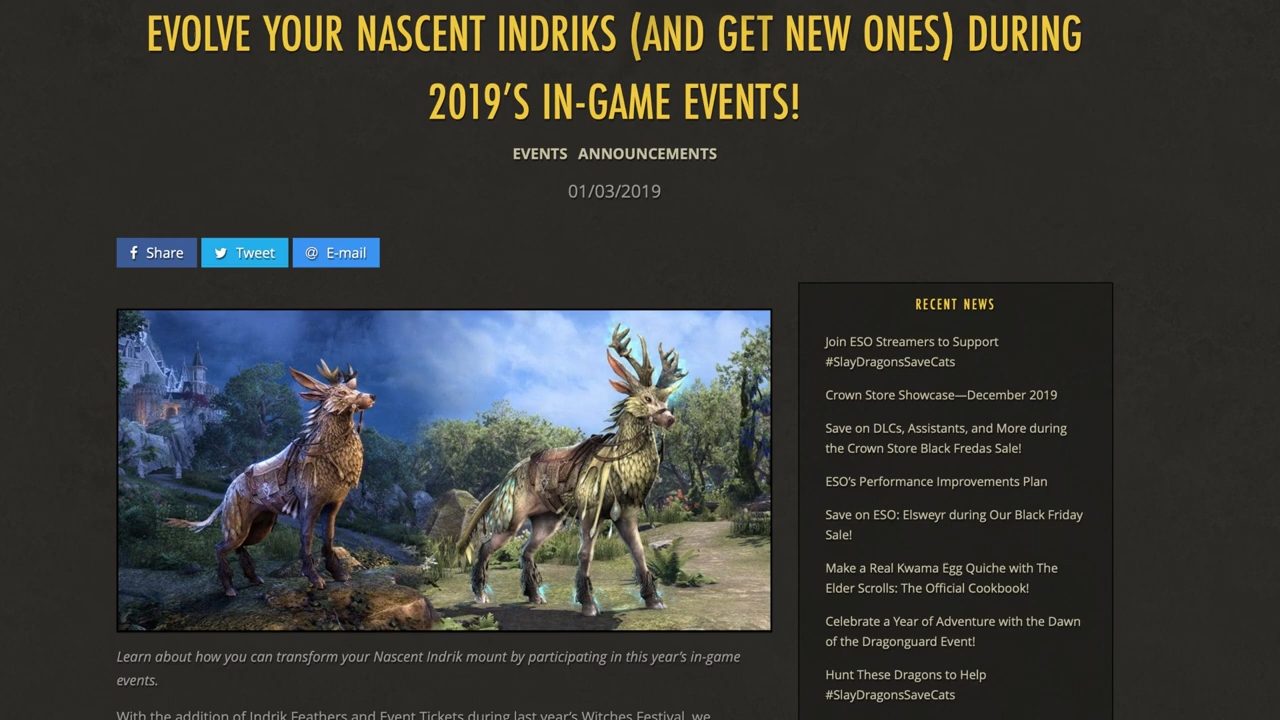 EVOLVE YOUR NASCENT INDRIKS (AND GET NEW ONES) DURING
2019’S IN-GAME EVENTS!
EVENTS ANNOUNCEMENTS
01/03/2019
Share Tweet @ E-mail
Learn about how you can transform your Nascent Indrik mount by participating in this year’s in-game
events.
With the addition of Indrik Feathers and Event Tickets during last year’s Witches Festival, we
RECENT NEWS
Join ESO Streamers to Support
#SlayDragonsSaveCats
Crown Store Showcase—December 2019
Save on DLCs, Assistants, and More during
the Crown Store Black Fredas Sale!
ESO’s Performance Improvements Plan
Save on ESO: Elsweyr during Our Black Friday
Sale!
Make a Real Kwama Egg Quiche with The
Elder Scrolls: The Official Cookbook!
Celebrate a Year of Adventure with the Dawn
of the Dragonguard Event!
Hunt These Dragons to Help
#SlayDragonsSaveCats